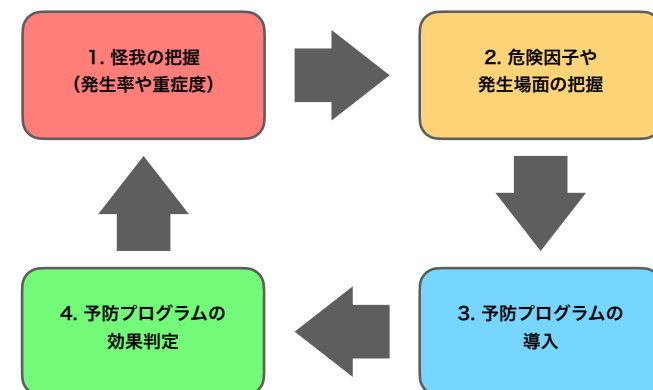 1. 怪我の把握
（発生率や重症度）
2. 危険因子や
発生場面の把握
3. 予防プログラムの
導入
4. 予防プログラムの
効果判定